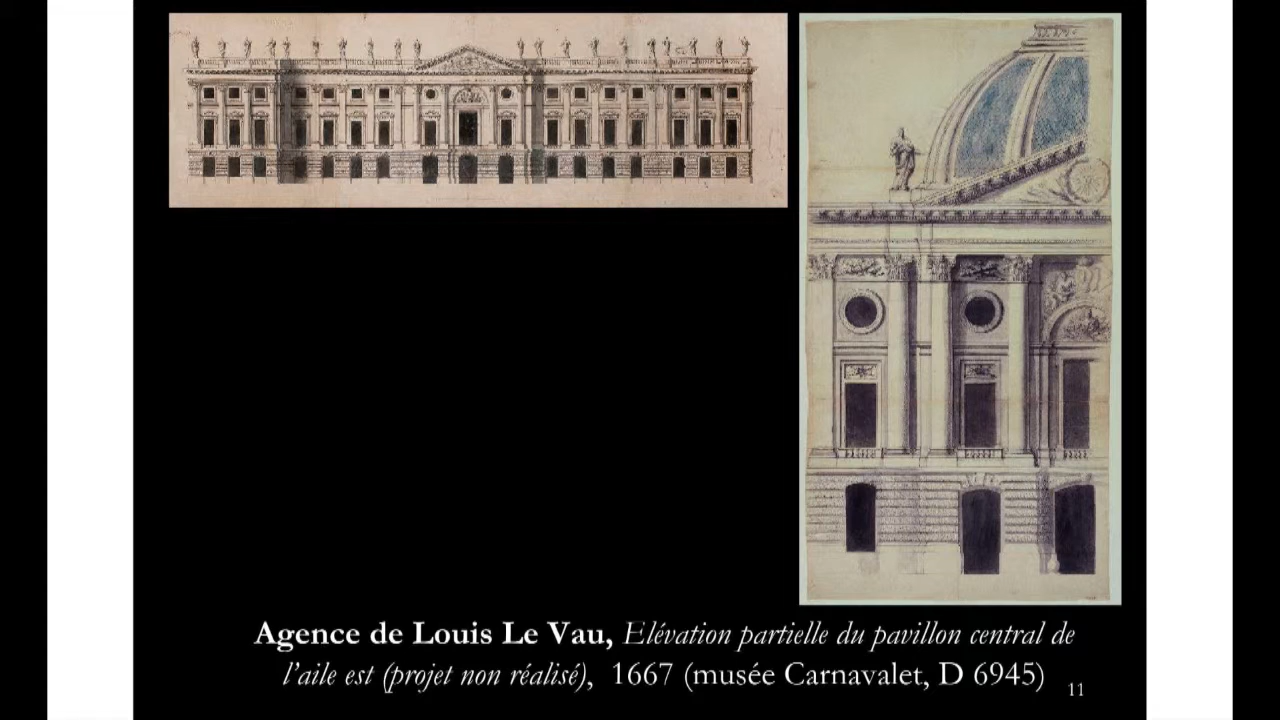 Agence de Louis Le Vau, Elévation partielle du pavillon central de
l'aile est (projet non réalisé), 1667 (musée Carnavalet, D 6945)
11